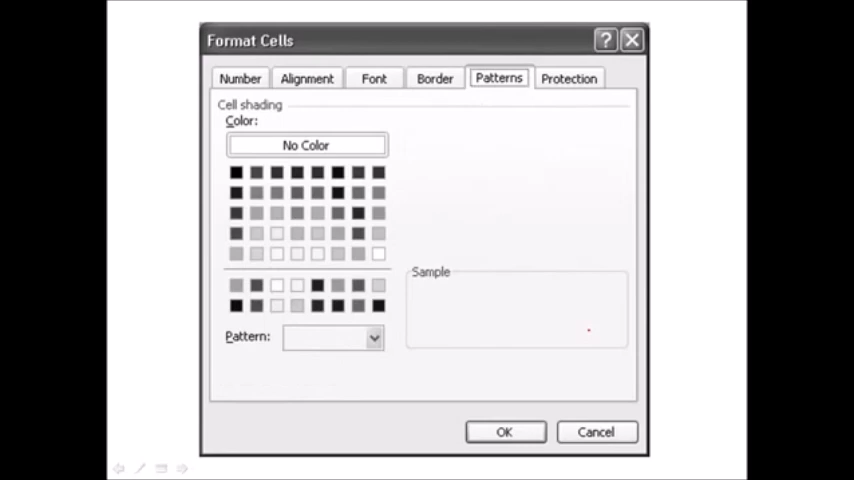 Format Cells
Number Alignment Font Border Patterns Protection
Cell shading
Color:
No Color
Sample
Pattern:
OK Cancel